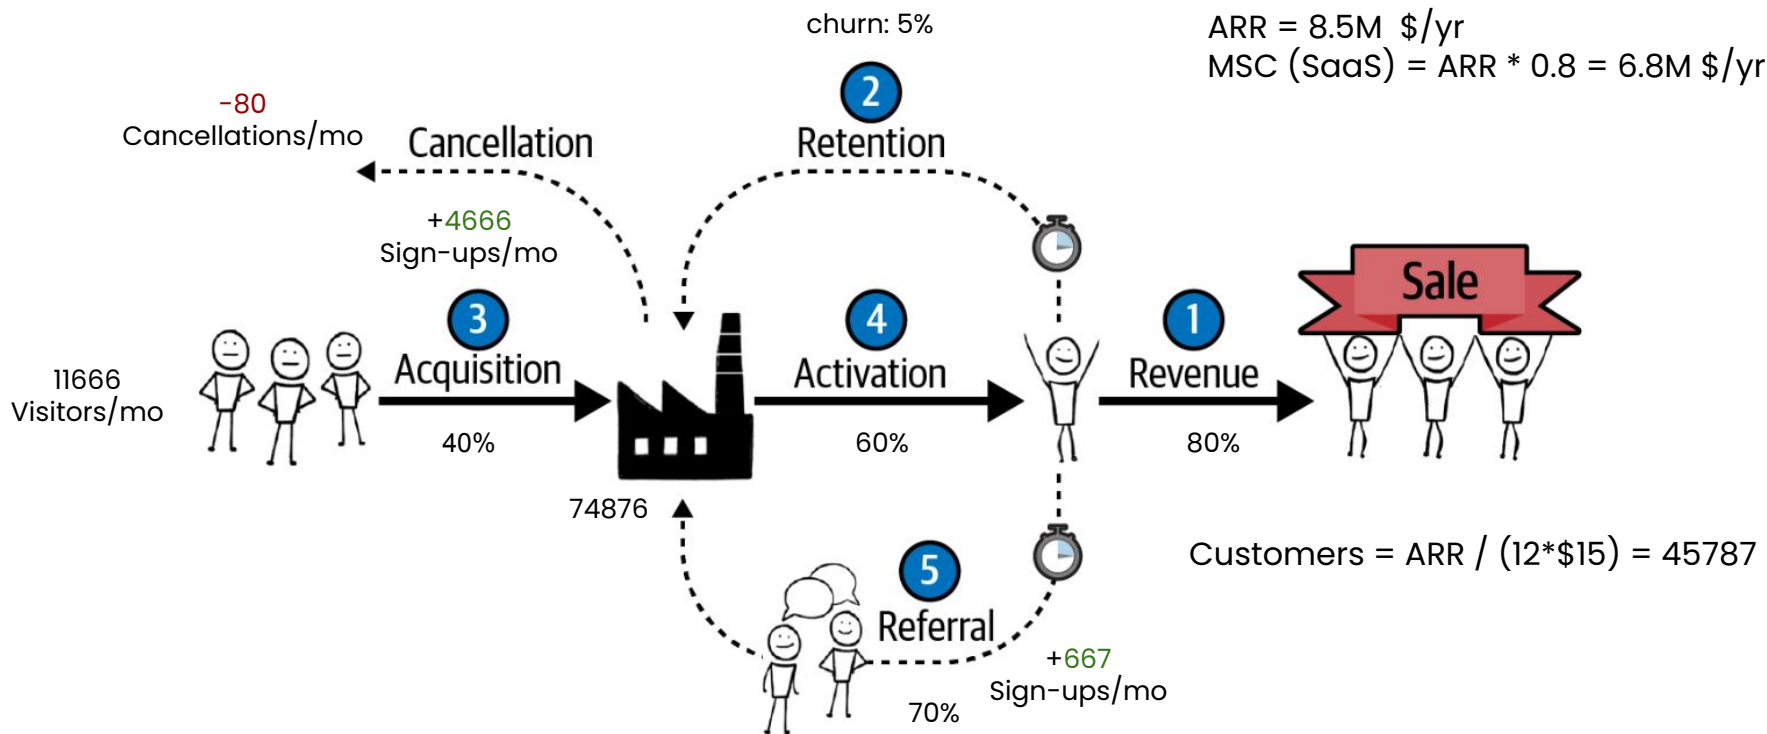 churn: 5%
ARR = 8.5M $/yr
MSC (SaaS) = ARR * 0.8 = 6.8M $/yr
2
Retention
-80
Cancellations/mo
Cancellation
+4666
Sign-ups/mo
3
Acquisition
40%
11666
Visitors/mo
4
Activation
60%
1
Revenue
80%
Sale
74876
5
Referral
+667
Sign-ups/mo
70%
Customers = ARR / (12*$15) = 45787